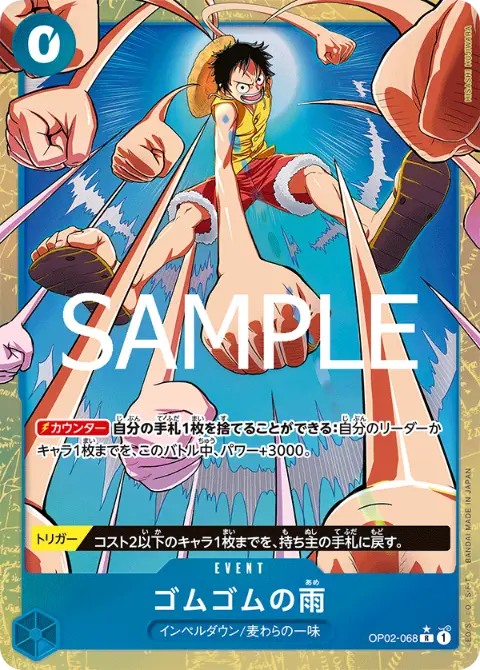 0
HISASHI FUJIWARA
SAMPLE
カウンター 自分の手札1枚を捨てることができる：自分のリーダーか
キャラ1枚までを、このバトル中、パワー+3000。
トリガー コスト2以下のキャラ1枚までを、持ち主の手札に戻す。
EVENT
ゴムゴムの雨
インペルダウン/麦わらの一味
OP02-068 ★ R 1
BANDAI MADE IN JAPAN